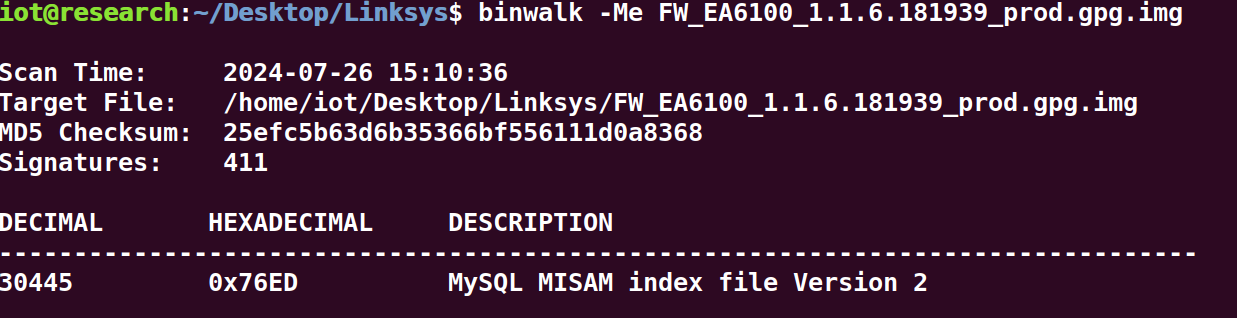 iot@research:~/Desktop/Linksys$ binwalk -Me FW_EA6100_1.1.6.181939_prod.gpg.img
Scan Time:     2024-07-26 15:10:36
Target File:   /home/iot/Desktop/Linksys/FW_EA6100_1.1.6.181939_prod.gpg.img
MD5 Checksum:  25efc5b63d6b35366bf556111d0a8368
Signatures:    411
DECIMAL       HEXADECIMAL     DESCRIPTION
--------------------------------------------------------------------------------
30445         0x76ED          MySQL MISAM index file Version 2